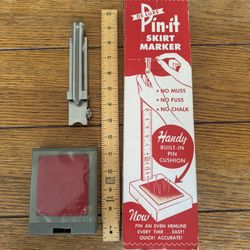 DELUXE
Pin-it
SKIRT
MARKER
• NO MUSS
• NO FUSS
• NO CHALK
Handy
BUILT-IN
PIN
CUSHION
Now
PIN AN EVEN HEMLINE
EVERY TIME . . . EASY!
QUICK! ACCURATE!